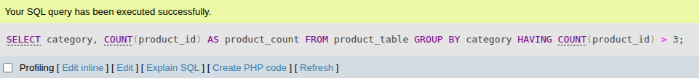 Your SQL query has been executed successfully.
SELECT category, COUNT(product_id) AS product_count FROM product_table GROUP BY category HAVING COUNT(product_id) > 3;
Profiling [ Edit inline ] [ Edit ] [ Explain SQL ] [ Create PHP code ] [ Refresh ]